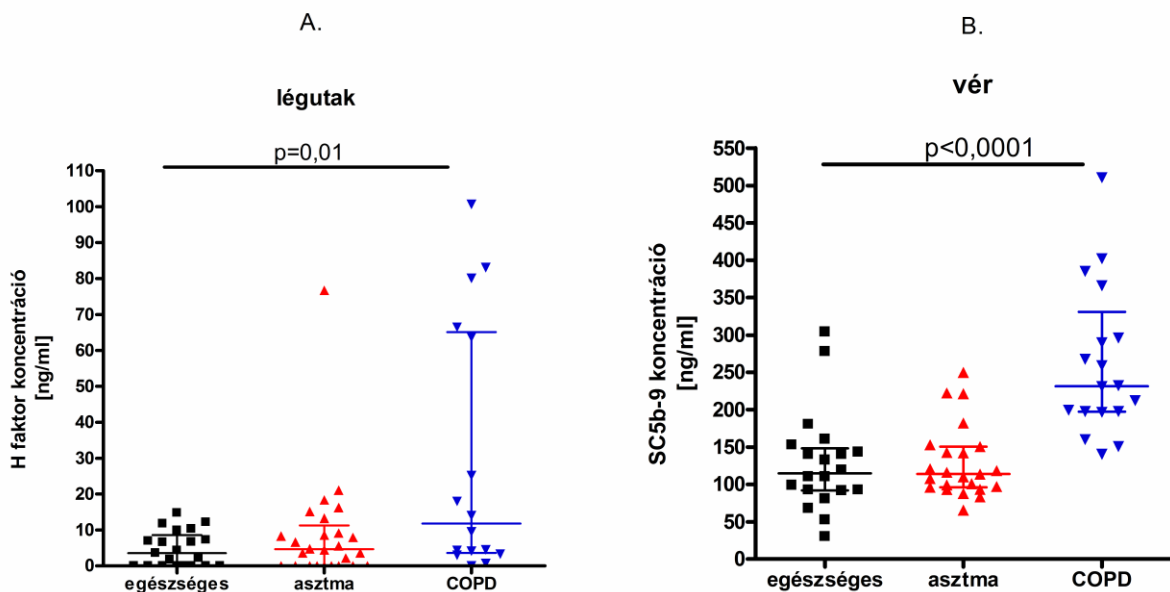 A.
légutak
p=0,01
H faktor koncentráció
[ng/ml]
110
100
90
80
70
60
50
40
30
20
10
0
egészséges
asztma
COPD
B.
vér
p<0,0001
SC5b-9 koncentráció
[ng/ml]
550
500
450
400
350
300
250
200
150
100
50
0
egészséges
asztma
COPD